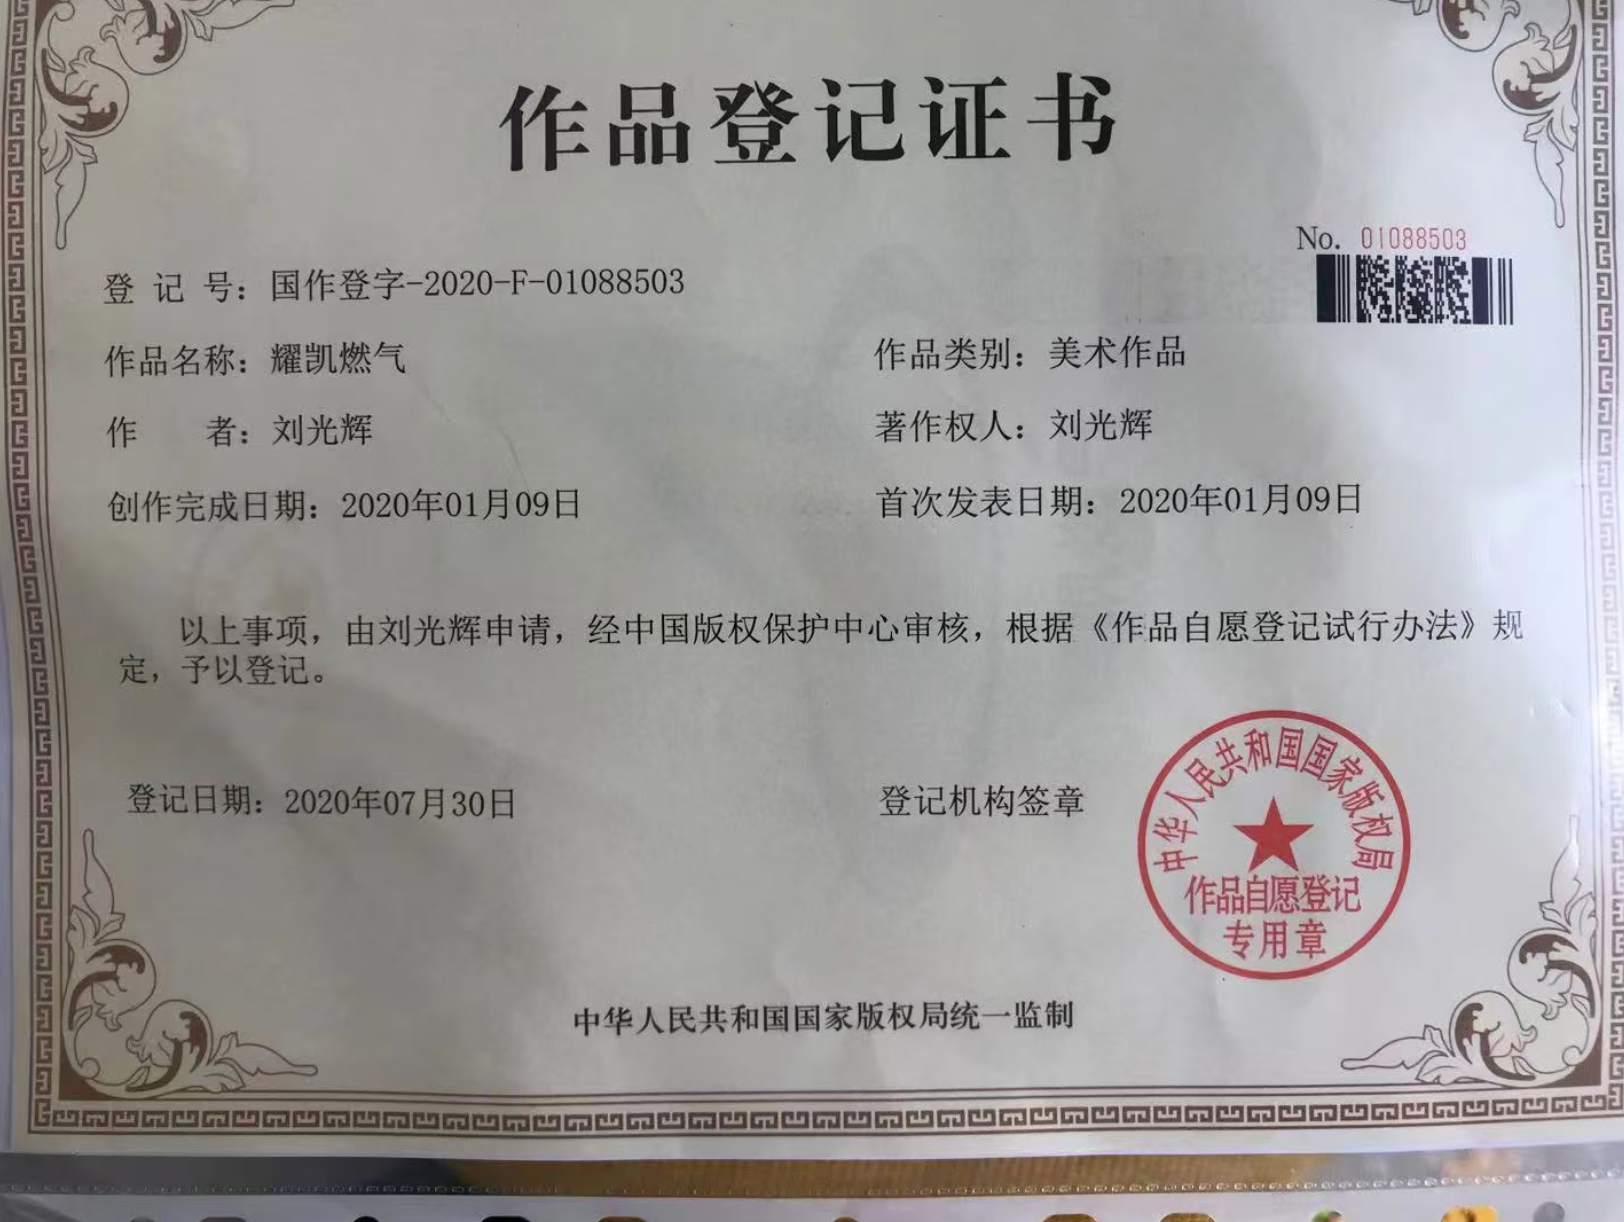 作品登记证书
No. 01088503
登 记 号：国作登字-2020-F-01088503
作品名称：耀凯燃气
作品类别：美术作品
作 者：刘光辉
著作权人：刘光辉
创作完成日期：2020年01月09日
首次发表日期：2020年01月09日
以上事项，由刘光辉申请，经中国版权保护中心审核，根据《作品自愿登记试行办法》规
定，予以登记。
登记日期：2020年07月30日
登记机构签章
中华人民共和国国家版权局
作品自愿登记
专用章
中华人民共和国国家版权局统一监制